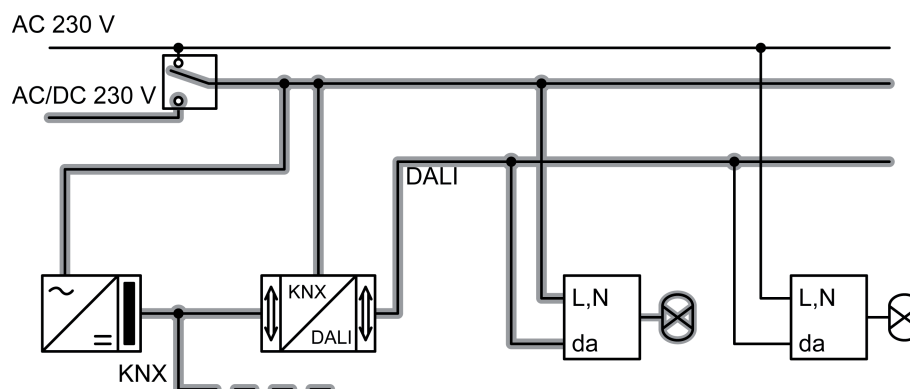 AC 230 V
AC/DC 230 V
DALI
KNX
DALI
L,N
da
L,N
da
KNX